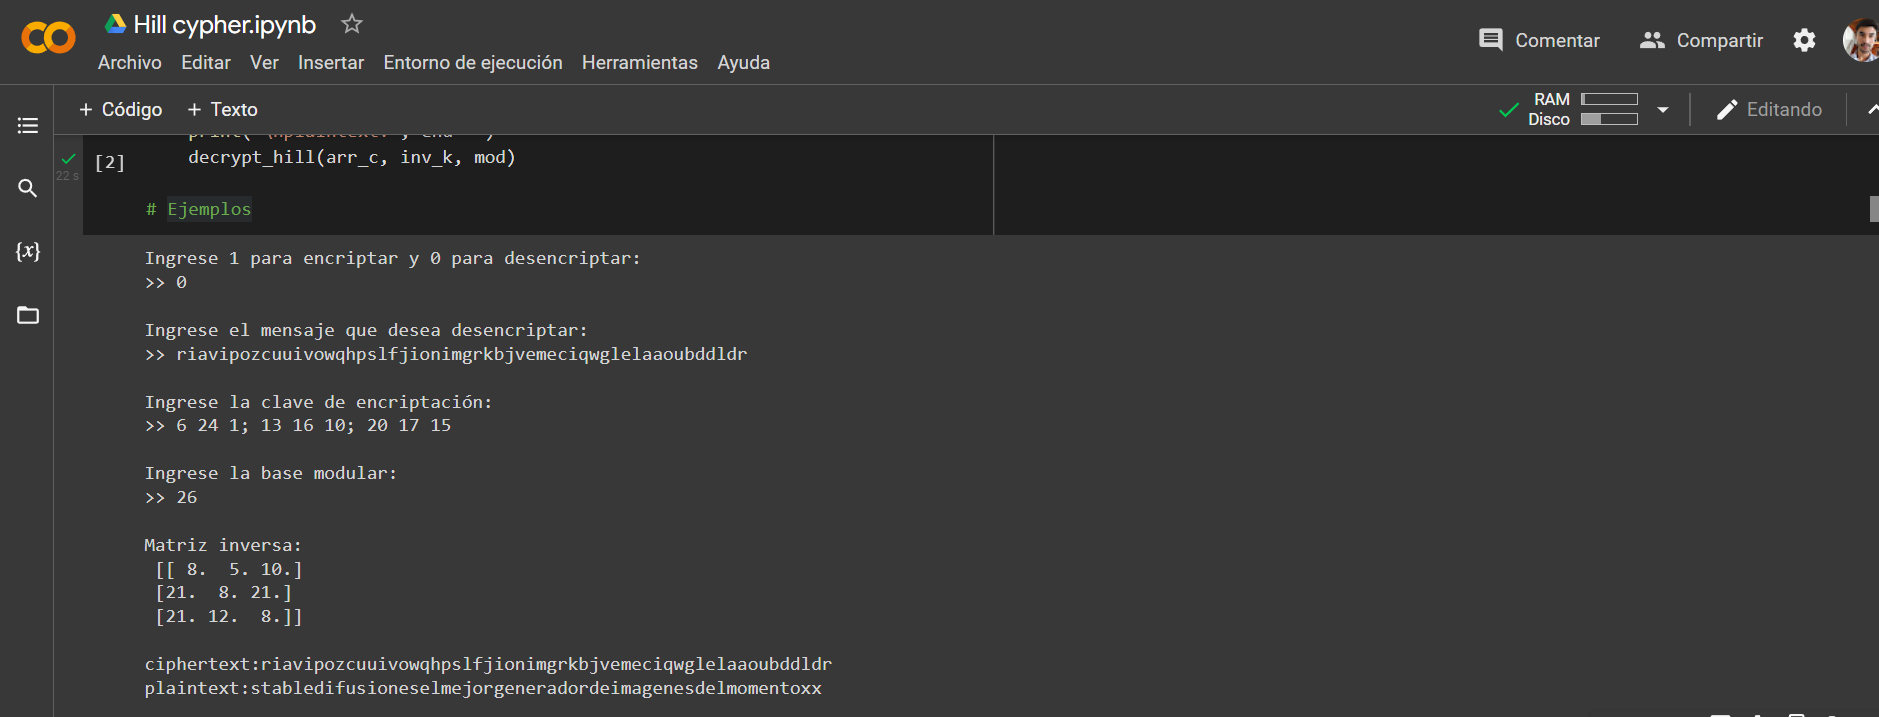 Hill cypher.ipynb
Comentar
Compartir
Archivo Editar Ver Insertar Entorno de ejecución Herramientas Ayuda
+ Código + Texto
RAM
Disco
Editando
[2]
22 s
decrypt_hill(arr_c, inv_k, mod)
# Ejemplos
{x}
Ingrese 1 para encriptar y 0 para desencriptar:
>> 0
Ingrese el mensaje que desea desencriptar:
>> riavipozcuuivowqhpslfjionimgrkbjvemeciqwglelaaoubddldr
Ingrese la clave de encriptación:
>> 6 24 1; 13 16 10; 20 17 15
Ingrese la base modular:
>> 26
Matriz inversa:
[[ 8.  5. 10.]
[21.  8. 21.]
[21. 12.  8.]]
ciphertext:riavipozcuuivowqhpslfjionimgrkbjvemeciqwglelaaoubddldr
plaintext:stabledifusioneselmejorgeneradordeimagenesdelmomentoxx